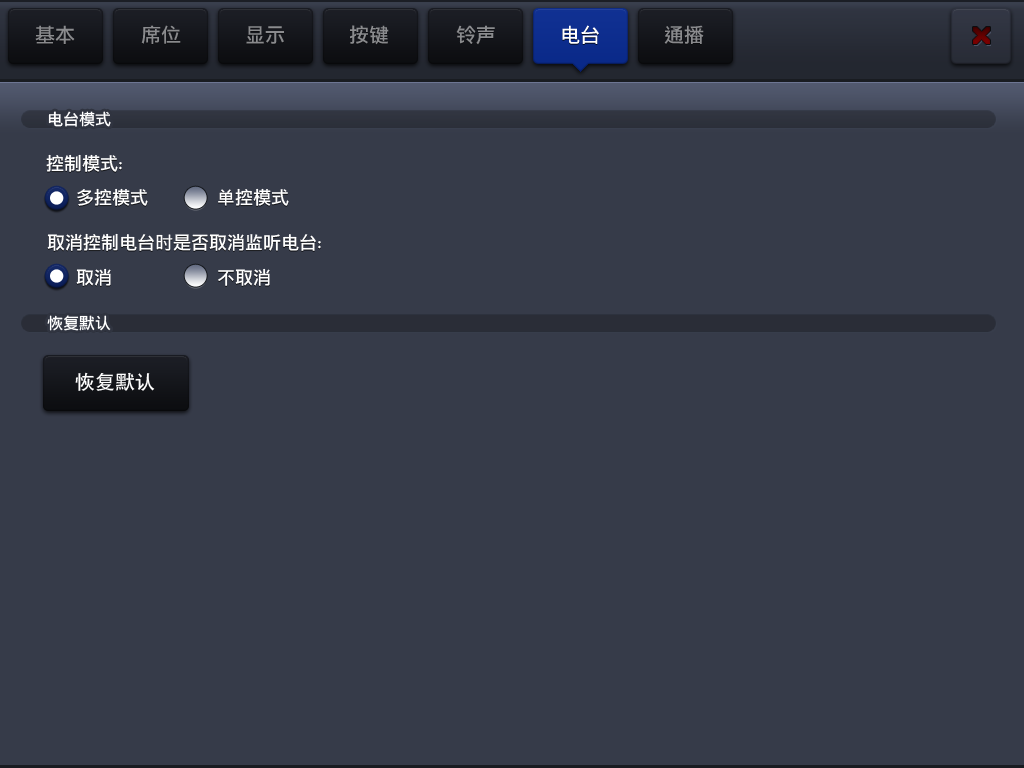 基本 席位 显示 按键 铃声 电台 通播
电台模式
控制模式:
多控模式 单控模式
取消控制电台时是否取消监听电台:
取消 不取消
恢复默认
恢复默认